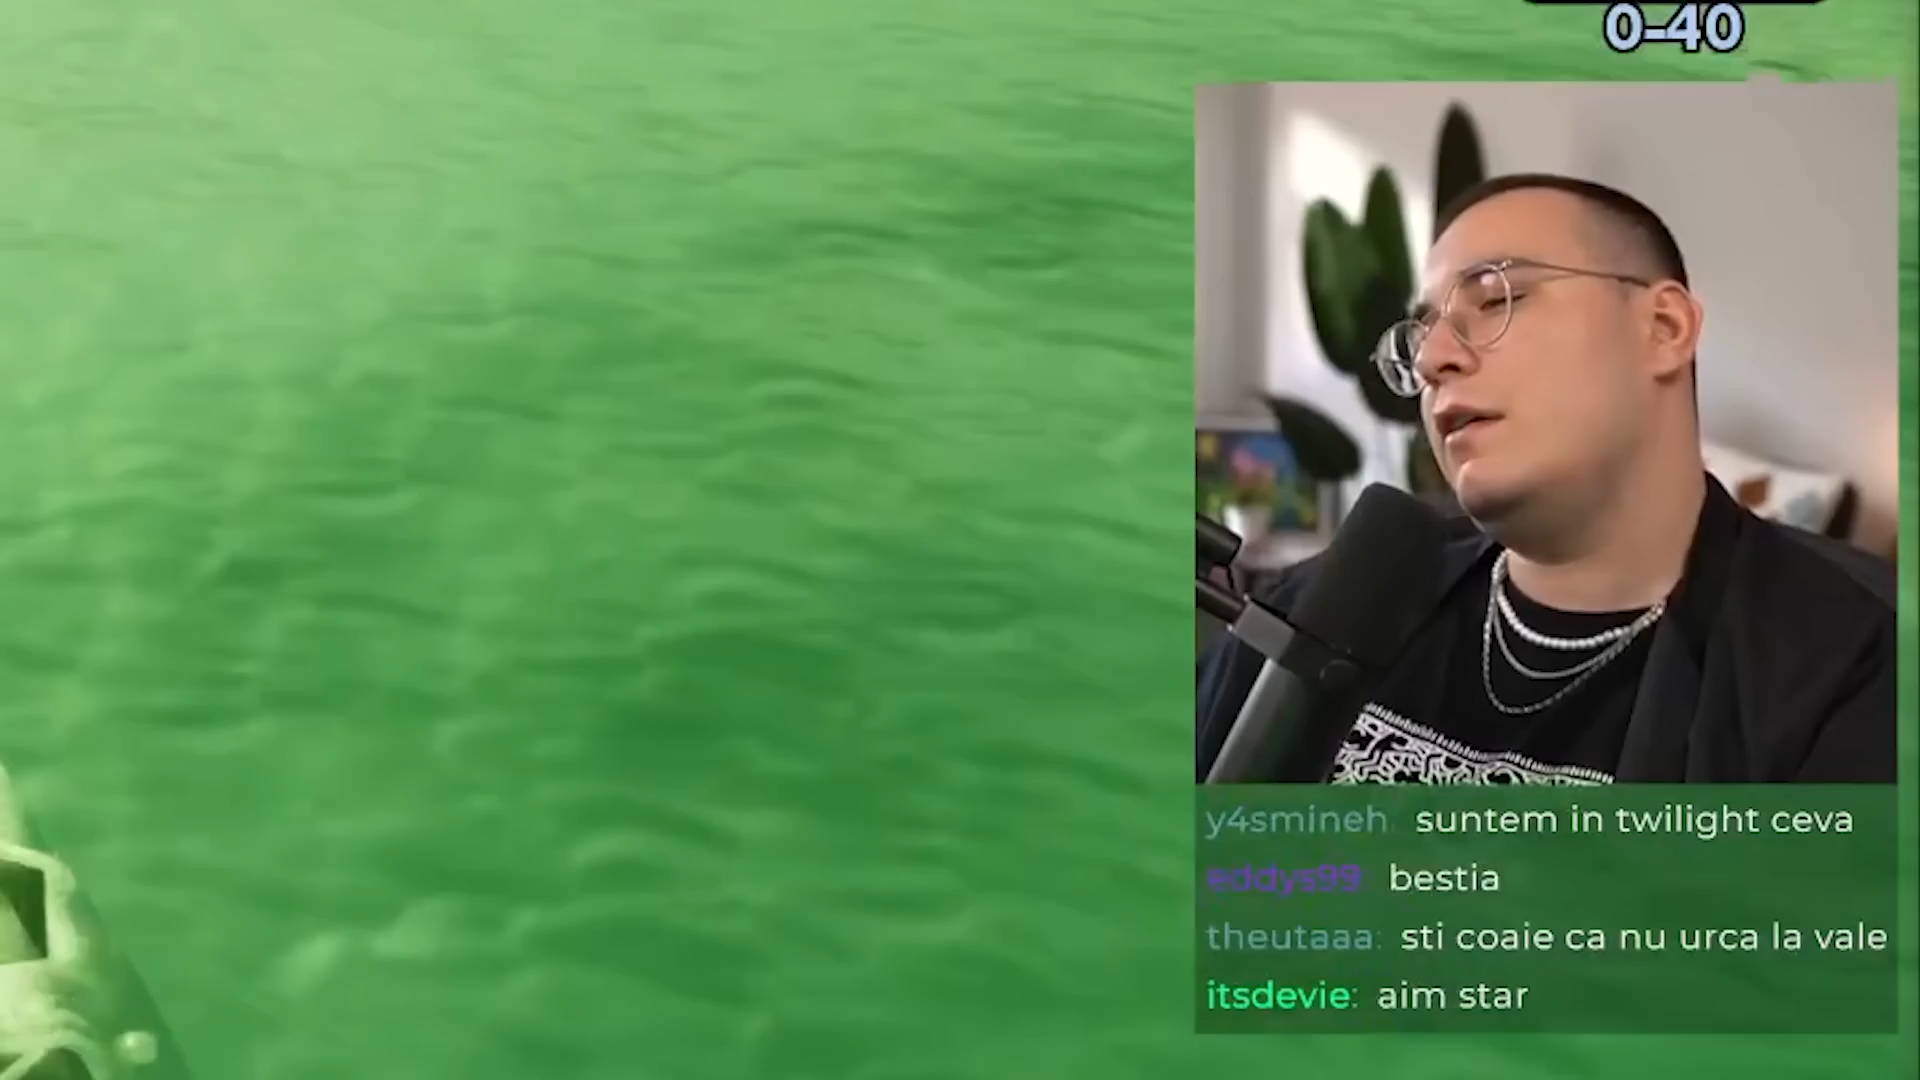 0-40
y4smineh: suntem in twilight ceva
eddys99: bestia
theutaaa: sti coaie ca nu urca la vale
itsdevie: aim star